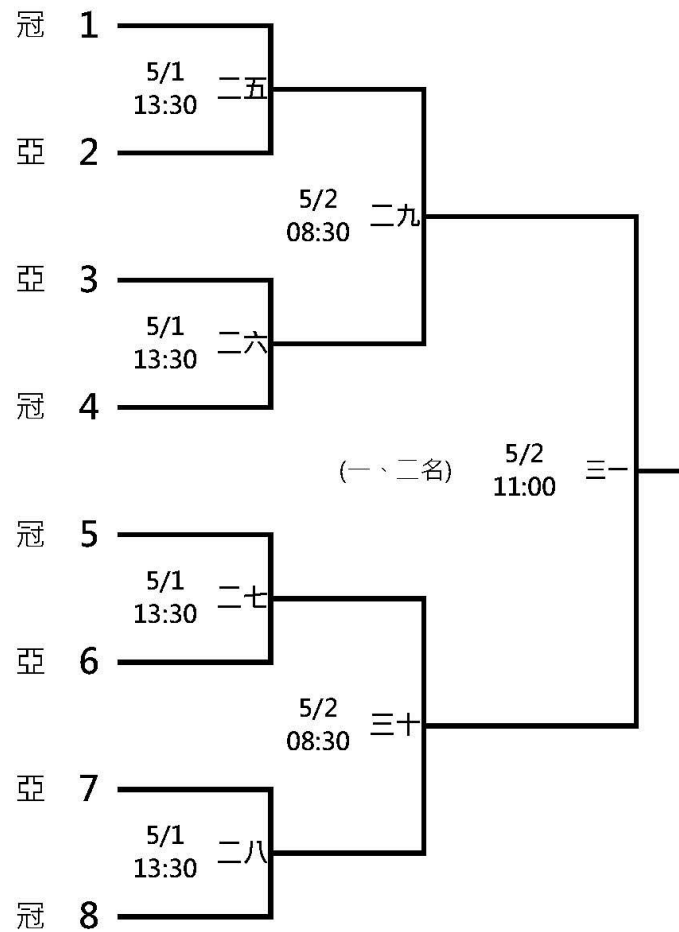 冠 1
5/1 二五
13:30
亞 2
5/2 二九
08:30
亞 3
5/1 二六
13:30
冠 4
(一、二名) 5/2 三一
11:00
冠 5
5/1 二七
13:30
亞 6
5/2 三十
08:30
亞 7
5/1 二八
13:30
冠 8